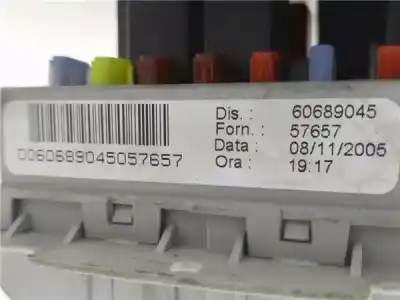 Dis. : 60689045
Forn. : 57657
Data : 08/11/2005
Ora : 19:17
0060689045057657